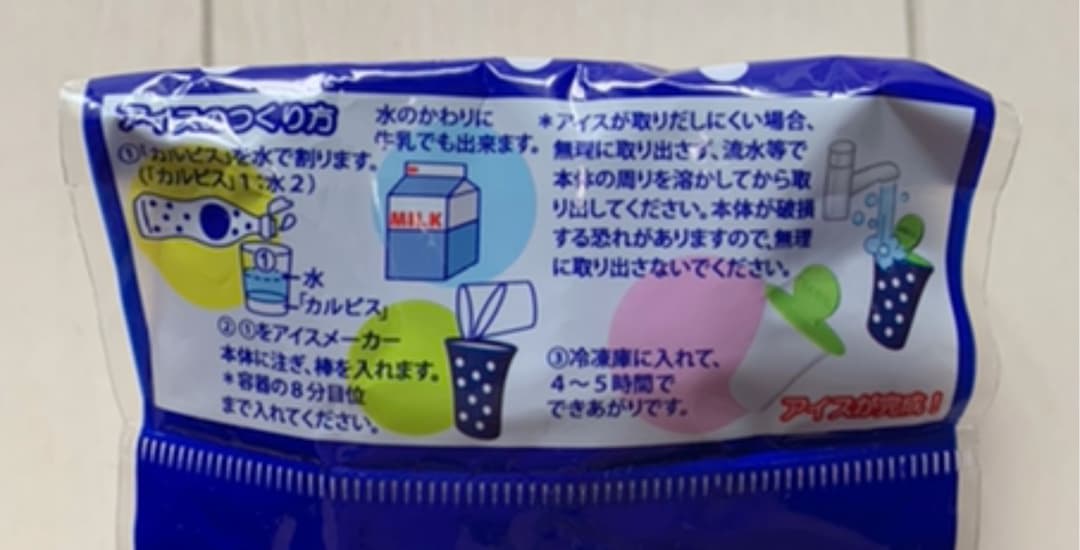 アイスのつくり方
①「カルピス」を水で割ります。
(「カルピス」1:水2)
①
水
「カルピス」
水のかわりに
牛乳でも出来ます。
MILK
②①をアイスメーカー
本体に注ぎ、棒を入れます。
*容器の8分目位
まで入れてください。
③冷凍庫に入れて、
4〜5時間で
できあがりです。
*アイスが取りだしにくい場合、
無理に取り出さず、流水等で
本体の周りを溶かしてから取
り出してください。本体が破損
する恐れがありますので、無理
に取り出さないでください。
アイスが完成!